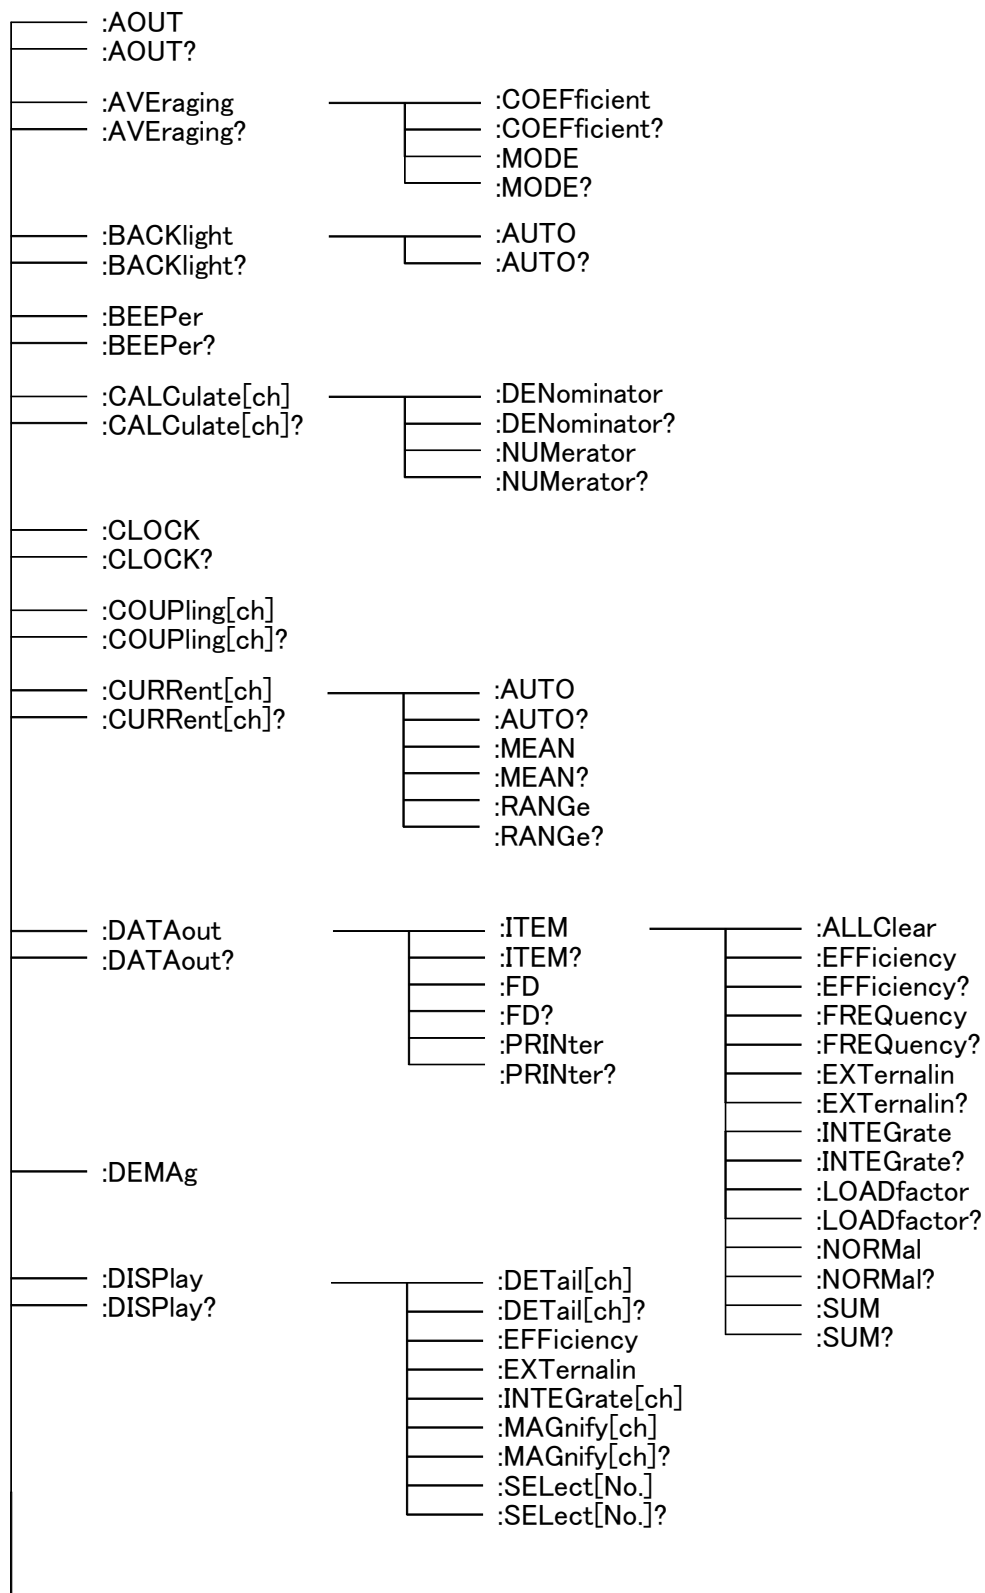 :AOUT
:AOUT?
:AVEraging
:AVEraging?
:COEFficient
:COEFficient?
:MODE
:MODE?
:BACKlight
:BACKlight?
:AUTO
:AUTO?
:BEEPer
:BEEPer?
:CALCulate[ch]
:CALCulate[ch]?
:DENominator
:DENominator?
:NUMerator
:NUMerator?
:CLOCK
:CLOCK?
:COUPling[ch]
:COUPling[ch]?
:CURRent[ch]
:CURRent[ch]?
:AUTO
:AUTO?
:MEAN
:MEAN?
:RANGe
:RANGe?
:DATAout
:DATAout?
:ITEM
:ITEM?
:FD
:FD?
:PRINter
:PRINter?
:ALLClear
:EFFiciency
:EFFiciency?
:FREQuency
:FREQuency?
:EXTernalin
:EXTernalin?
:INTEGrate
:INTEGrate?
:LOADfactor
:LOADfactor?
:NORMal
:NORMal?
:SUM
:SUM?
:DEMAg
:DISPlay
:DISPlay?
:DETail[ch]
:DETail[ch]?
:EFFiciency
:EXTernalin
:INTEGrate[ch]
:MAGnify[ch]
:MAGnify[ch]?
:SELect[No.]
:SELect[No.]?